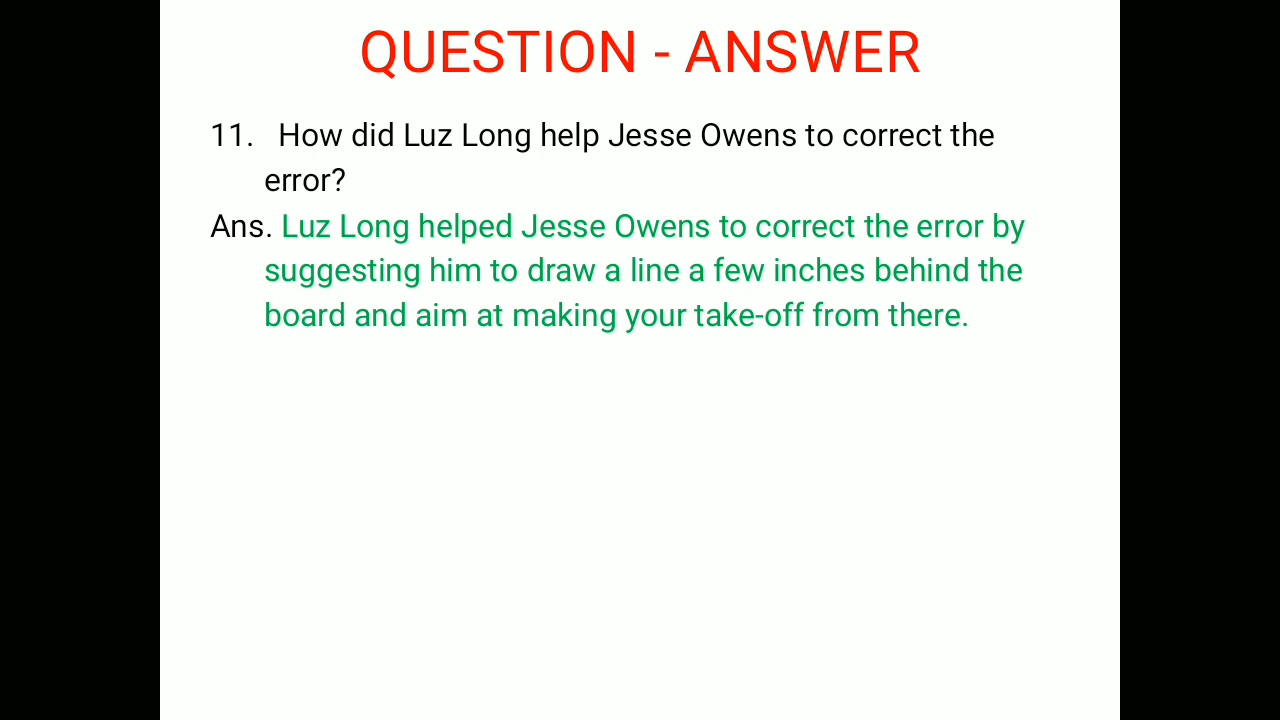 QUESTION - ANSWER
11. How did Luz Long help Jesse Owens to correct the
error?
Ans. Luz Long helped Jesse Owens to correct the error by
suggesting him to draw a line a few inches behind the
board and aim at making your take-off from there.